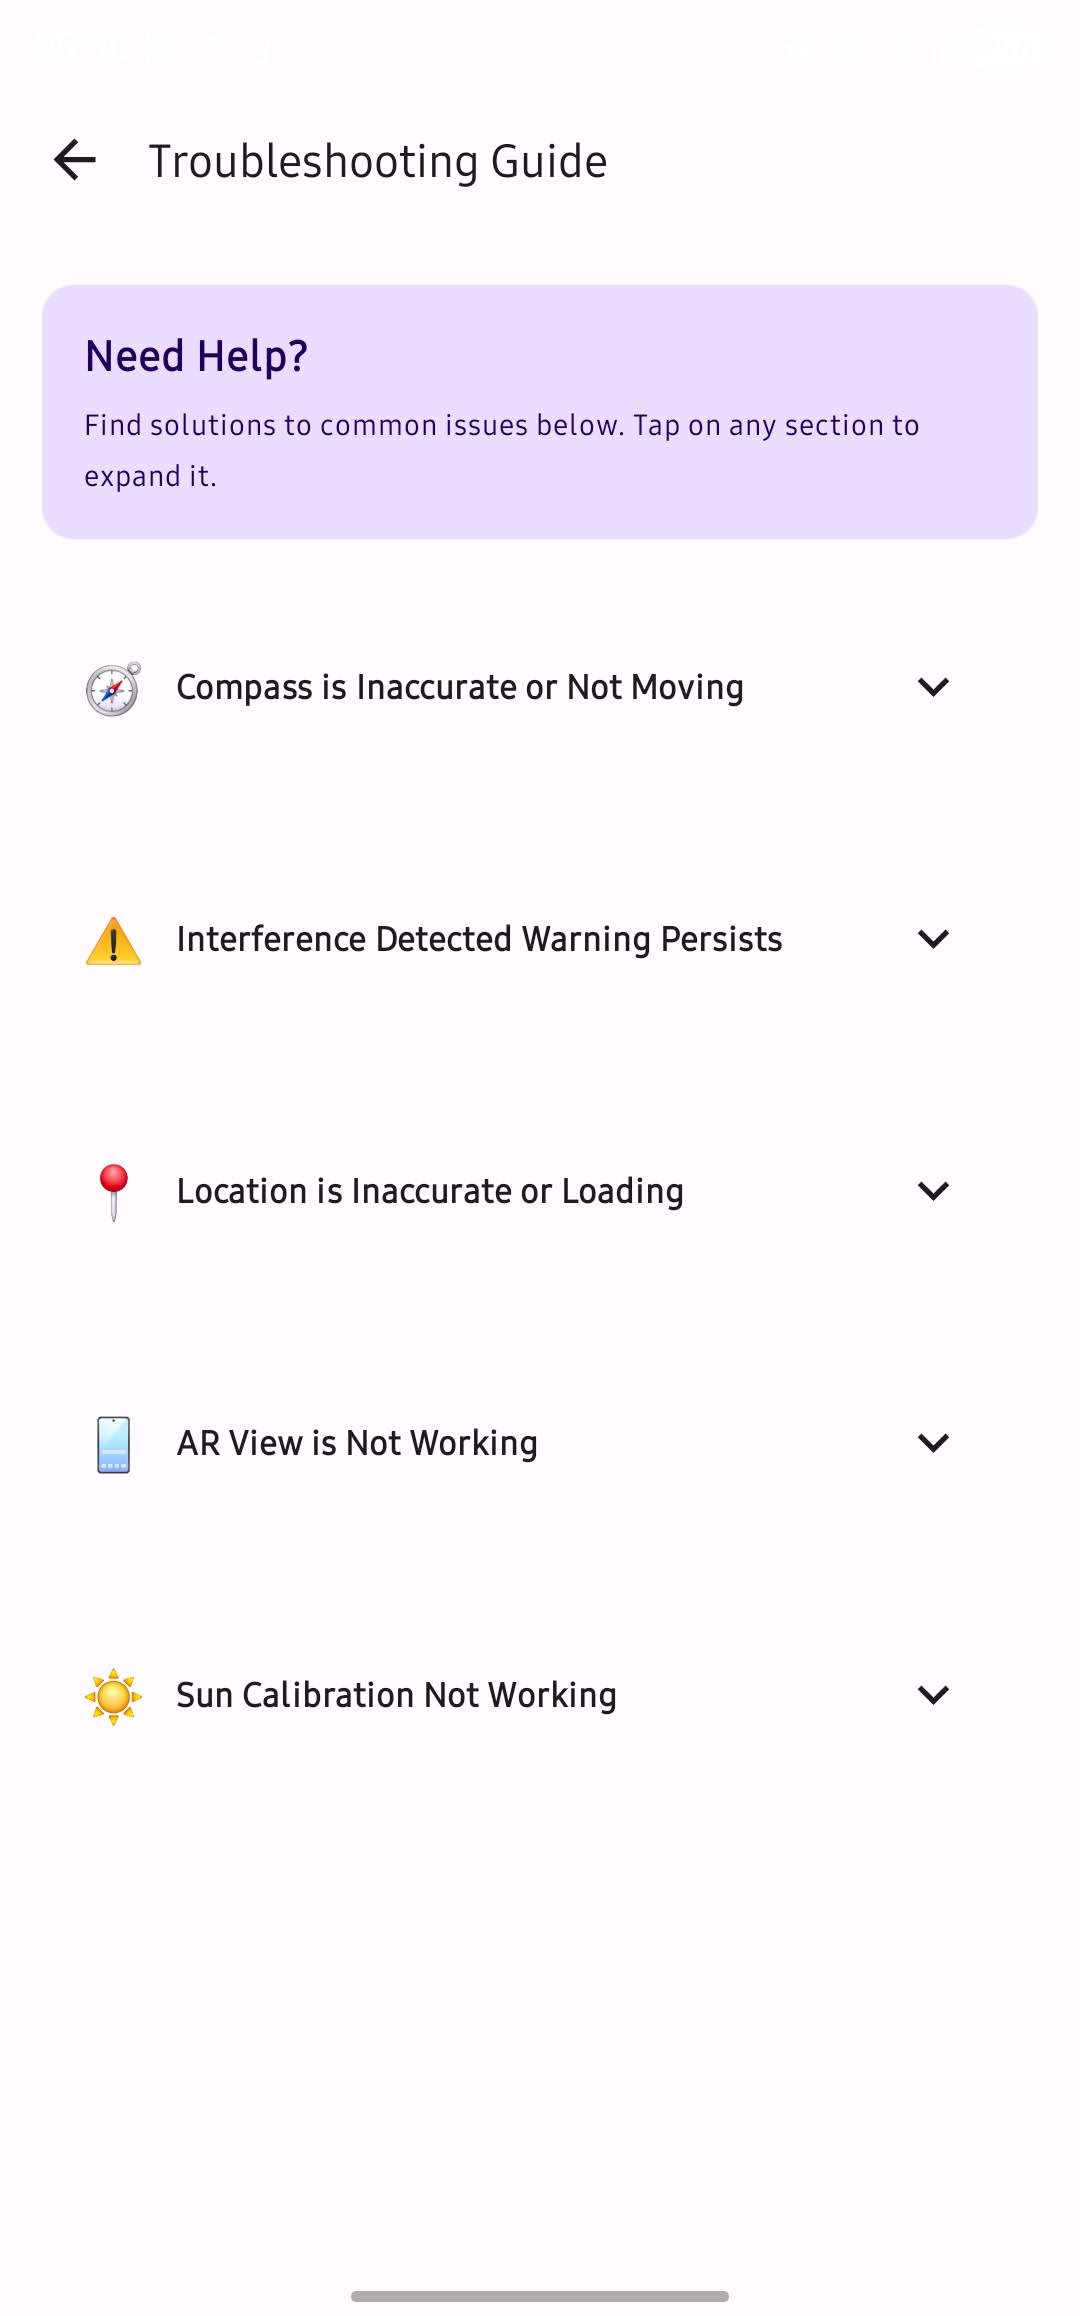 Troubleshooting Guide
Need Help?
Find solutions to common issues below. Tap on any section to
expand it.
Compass is Inaccurate or Not Moving
Interference Detected Warning Persists
Location is Inaccurate or Loading
AR View is Not Working
Sun Calibration Not Working